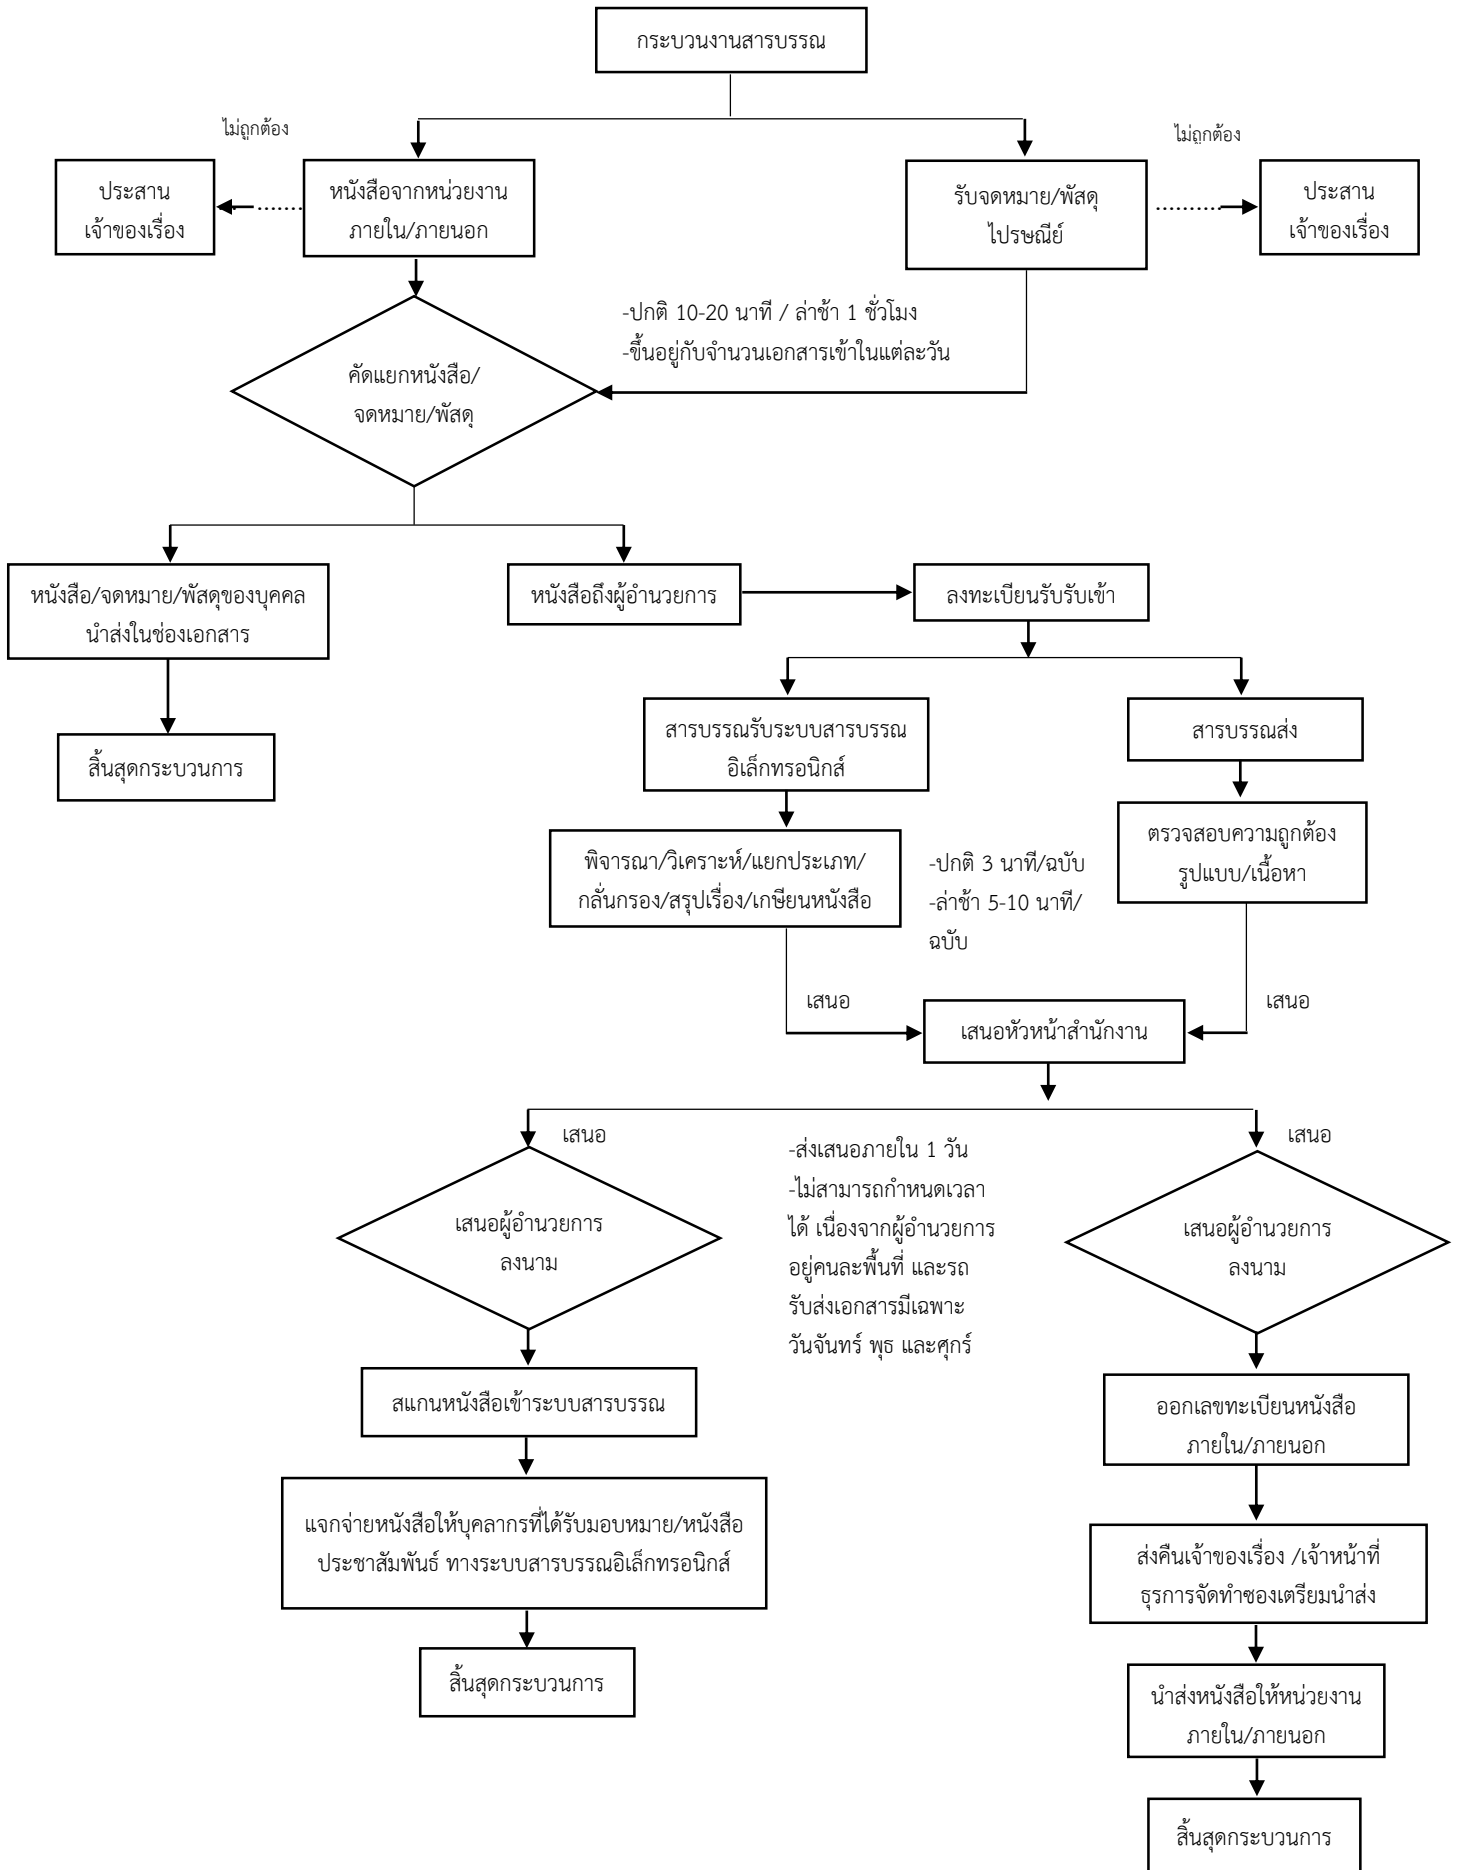 กระบวนงานสารบรรณ
ไม่ถูกต้อง
ไม่ถูกต้อง
ประสาน
เจ้าของเรื่อง
หนังสือจากหน่วยงาน
ภายใน/ภายนอก
รับจดหมาย/พัสดุ
ไปรษณีย์
ประสาน
เจ้าของเรื่อง
-ปกติ 10-20 นาที / ล่าช้า 1 ชั่วโมง
-ขึ้นอยู่กับจำนวนเอกสารเข้าในแต่ละวัน
คัดแยกหนังสือ/
จดหมาย/พัสดุ
หนังสือ/จดหมาย/พัสดุของบุคคล
นำส่งในช่องเอกสาร
หนังสือถึงผู้อำนวยการ
ลงทะเบียนรับรับเข้า
สิ้นสุดกระบวนการ
สารบรรณรับระบบสารบรรณ
อิเล็กทรอนิกส์
สารบรรณส่ง
พิจารณา/วิเคราะห์/แยกประเภท/
กลั่นกรอง/สรุปเรื่อง/เกษียนหนังสือ
-ปกติ 3 นาที/ฉบับ
-ล่าช้า 5-10 นาที/
ฉบับ
ตรวจสอบความถูกต้อง
รูปแบบ/เนื้อหา
เสนอ
เสนอ
เสนอหัวหน้าสำนักงาน
เสนอ
เสนอ
เสนอผู้อำนวยการ
ลงนาม
-ส่งเสนอภายใน 1 วัน
-ไม่สามารถกำหนดเวลา
ได้ เนื่องจากผู้อำนวยการ
อยู่คนละพื้นที่ และรถ
รับส่งเอกสารมีเฉพาะ
วันจันทร์ พุธ และศุกร์
เสนอผู้อำนวยการ
ลงนาม
สแกนหนังสือเข้าระบบสารบรรณ
ออกเลขทะเบียนหนังสือ
ภายใน/ภายนอก
แจกจ่ายหนังสือให้บุคลากรที่ได้รับมอบหมาย/หนังสือ
ประชาสัมพันธ์ ทางระบบสารบรรณอิเล็กทรอนิกส์
ส่งคืนเจ้าของเรื่อง /เจ้าหน้าที่
ธุรการจัดทำซองเตรียมนำส่ง
สิ้นสุดกระบวนการ
นำส่งหนังสือให้หน่วยงาน
ภายใน/ภายนอก
สิ้นสุดกระบวนการ